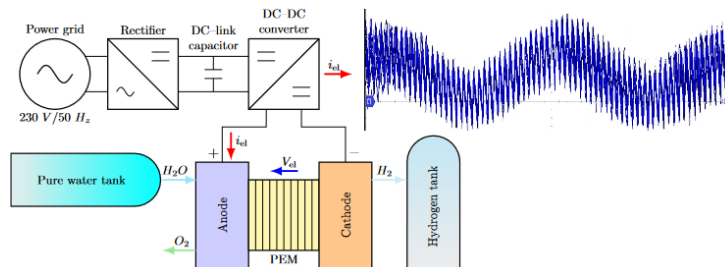 Power grid
Rectifier
DC–link
capacitor
DC–DC
converter
i_el
230 V/50 H_z
+
i_el
−
V_el
Pure water tank
H_2O
Anode
Cathode
H_2
Hydrogen tank
O_2
PEM